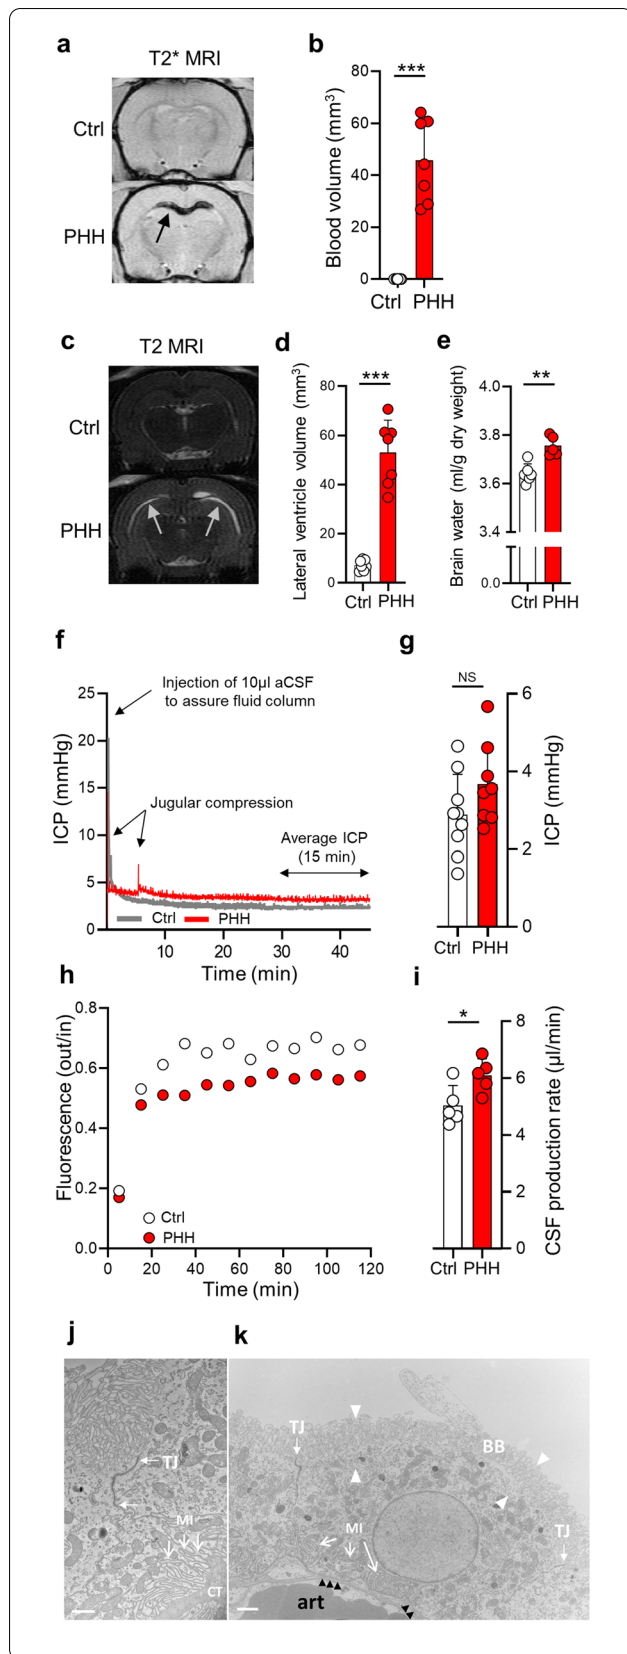 a
T2* MRI
Ctrl
PHH
b
***
Blood volume (mm³)
80
60
40
20
0
Ctrl PHH
c
T2 MRI
Ctrl
PHH
d
***
Lateral ventricle volume (mm³)
80
60
40
20
0
Ctrl PHH
e
**
Brain water (ml/g dry weight)
4.0
3.8
3.6
3.4
0.0
Ctrl PHH
f
Injection of 10µl aCSF
to assure fluid column
ICP (mmHg)
25
20
15
10
5
0
Jugular compression
Average ICP
(15 min)
Ctrl PHH
10 20 30 40
Time (min)
g
NS
ICP (mmHg)
6
4
2
0
Ctrl PHH
h
Fluorescence (out/in)
0.8
0.6
0.4
0.2
0.0
Ctrl
PHH
0 20 40 60 80 100 120
Time (min)
i
*
CSF production rate (µl/min)
8
6
4
2
0
Ctrl PHH
j
TJ
MI
CT
k
TJ
BB
MI
TJ
art